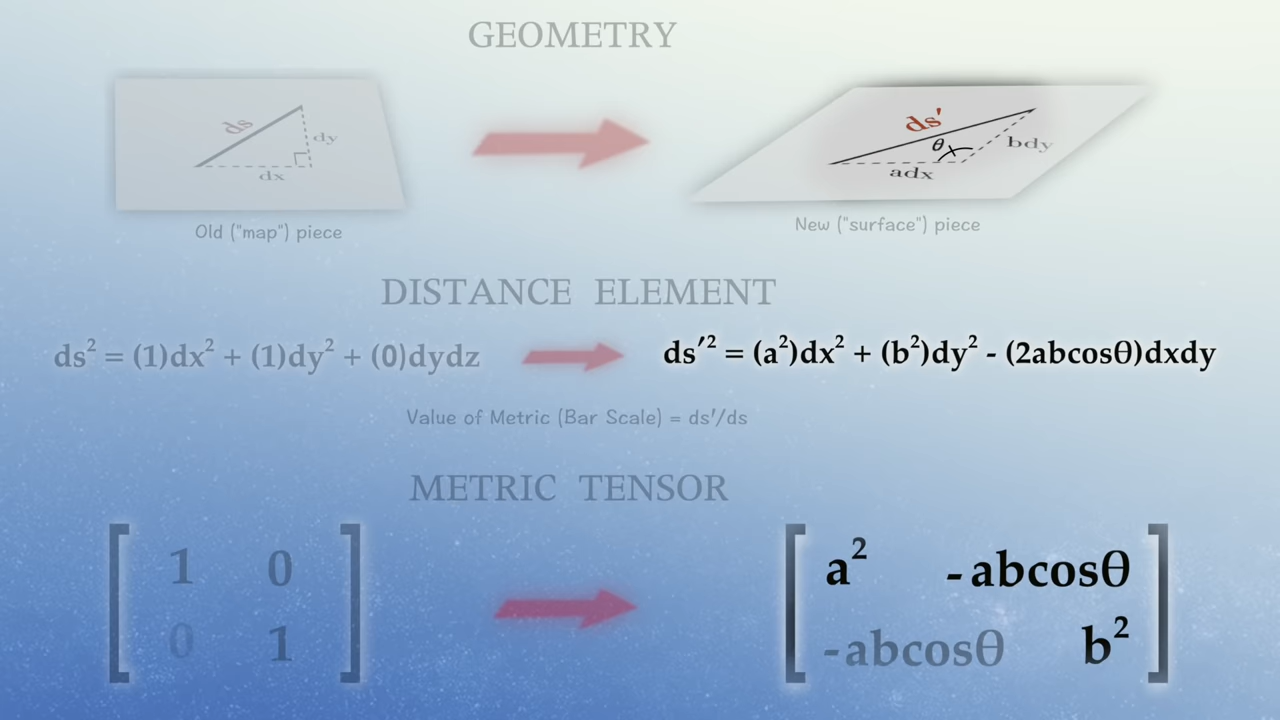 GEOMETRY
ds
dy
dx
ds'
θ
bdy
adx
Old ("map") piece
New ("surface") piece
DISTANCE ELEMENT
ds² = (1)dx² + (1)dy² + (0)dydz
ds′² = (a²)dx² + (b²)dy² - (2abcosθ)dxdy
Value of Metric (Bar Scale) = ds'/ds
METRIC TENSOR
1 0
0 1
a² -abcosθ
-abcosθ b²